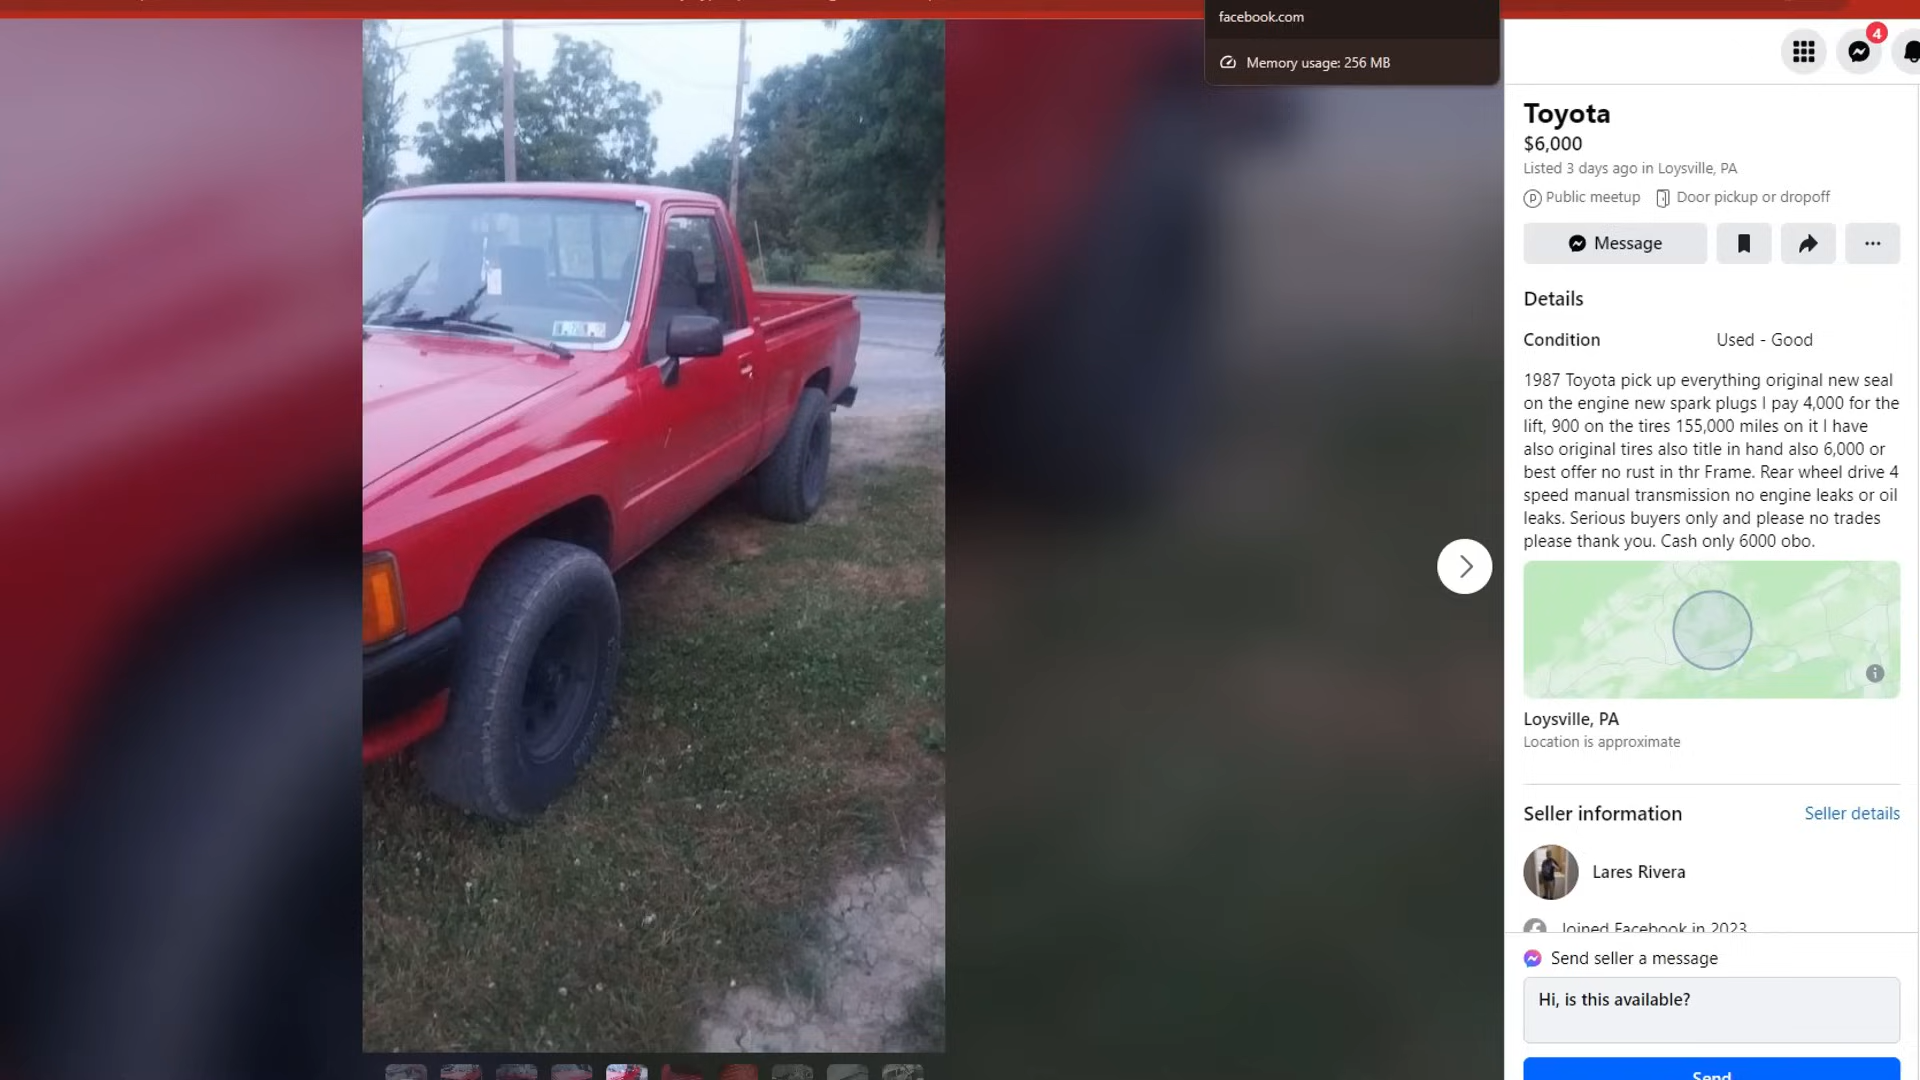 facebook.com
Memory usage: 256 MB
4
Toyota
$6,000
Listed 3 days ago in Loysville, PA
Public meetup Door pickup or dropoff
Message
Details
Condition Used - Good
1987 Toyota pick up everything original new seal
on the engine new spark plugs I pay 4,000 for the
lift, 900 on the tires 155,000 miles on it I have
also original tires also title in hand also 6,000 or
best offer no rust in thr Frame. Rear wheel drive 4
speed manual transmission no engine leaks or oil
leaks. Serious buyers only and please no trades
please thank you. Cash only 6000 obo.
Loysville, PA
Location is approximate
Seller information Seller details
Lares Rivera
Joined Facebook in 2023
Send seller a message
Hi, is this available?
Send